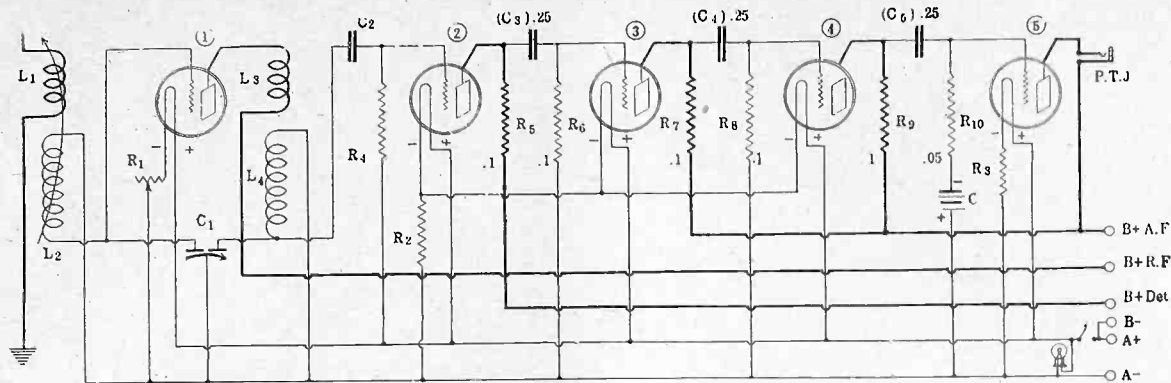 L1
L2
R1
①
L3
L4
C1
C2
R4
②
R2
(C3) .25
R5
.1
R6
.1
③
(C4) .25
R7
.1
R8
.1
④
(C5) .25
R9
1
R10
.05
C
⑤
R3
P.T.J
B+ A.F
B+R.F
B+Det
B-
A+
A-